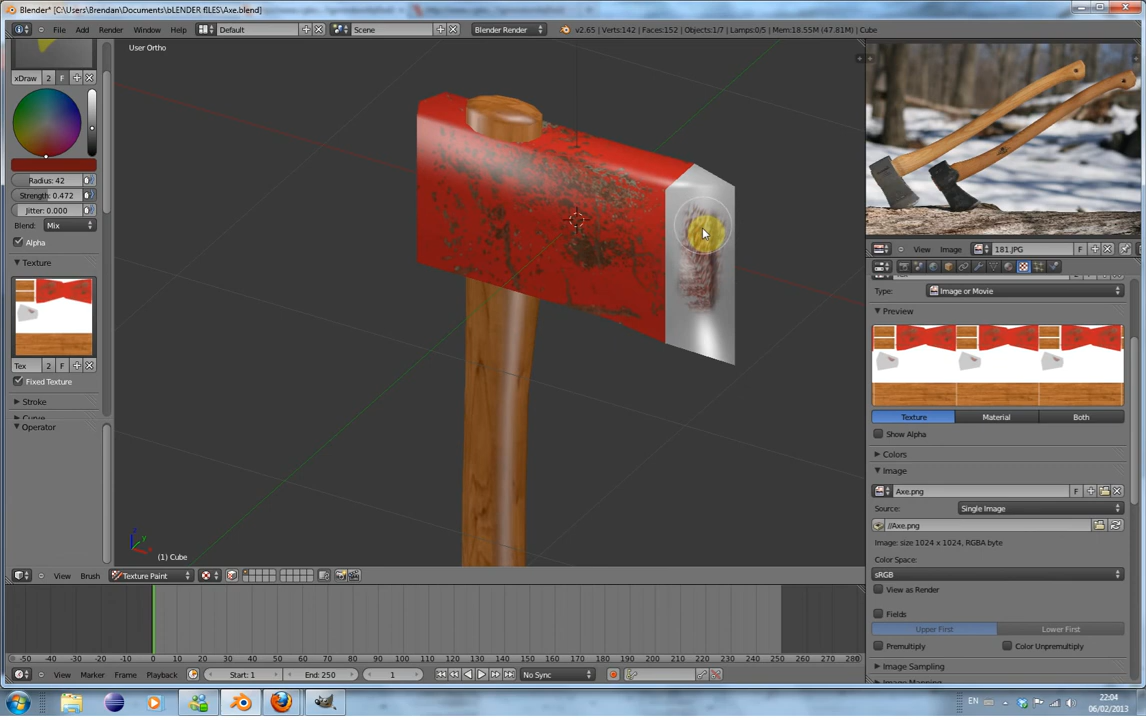 Blender* [C:\Users\Brendan\Documents\bLENDER fILES\Axe.blend]
File Add Render Window Help Default Scene Blender Render v2.65 | Verts:142 | Faces:152 | Objects:1/7 | Lamps:0/5 | Mem:18.55M (47.81M) | Cube
User Ortho
xDraw 2 F
Radius: 42
Strength: 0.472
Jitter: 0.000
Blend: Mix
Alpha
Texture
Tex 2 F
Fixed Texture
Stroke
Curve
Operator
(1) Cube
View Brush Texture Paint
View Image 181.JPG F
Type: Image or Movie
Preview
Texture Material Both
Show Alpha
Colors
Image
Axe.png F
Source: Single Image
//Axe.png
Image: size 1024 x 1024, RGBA byte
Color Space:
sRGB
View as Render
Fields
Upper First Lower First
Premultiply Color Unpremultiply
Image Sampling
Image Mapping
-50 -40 -30 -20 -10 0 10 20 30 40 50 60 70 80 90 100 110 120 130 140 150 160 170 180 190 200 210 220 230 240 250 260 270 280
View Marker Frame Playback Start: 1 End: 250 1 No Sync
EN 22:04
06/02/2013